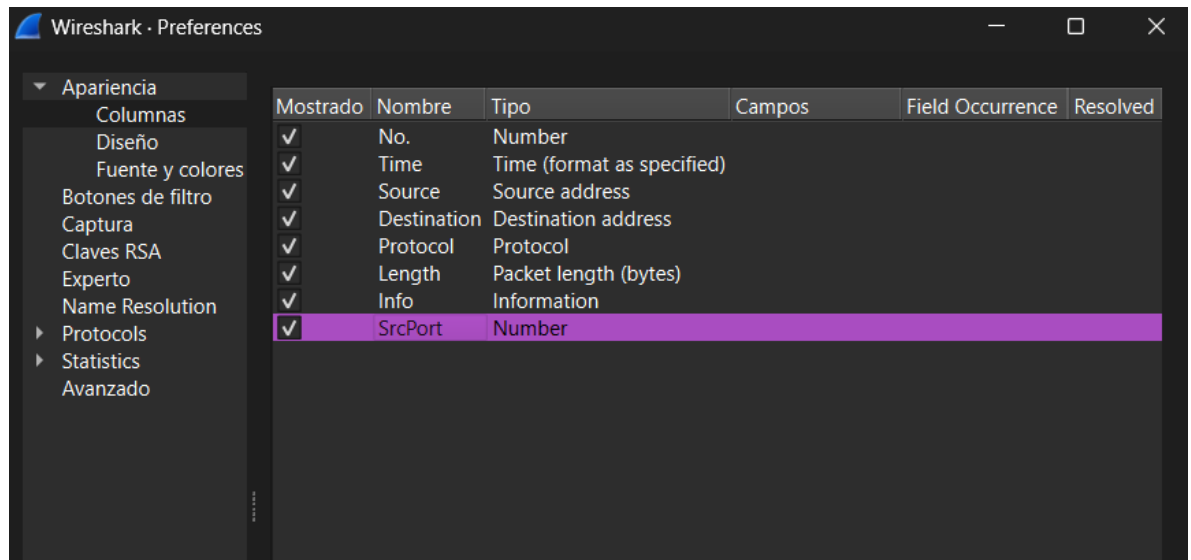 Wireshark · Preferences
Apariencia
Columnas
Diseño
Fuente y colores
Botones de filtro
Captura
Claves RSA
Experto
Name Resolution
Protocols
Statistics
Avanzado
Mostrado Nombre Tipo Campos Field Occurrence Resolved
No. Number
Time Time (format as specified)
Source Source address
Destination Destination address
Protocol Protocol
Length Packet length (bytes)
Info Information
SrcPort Number